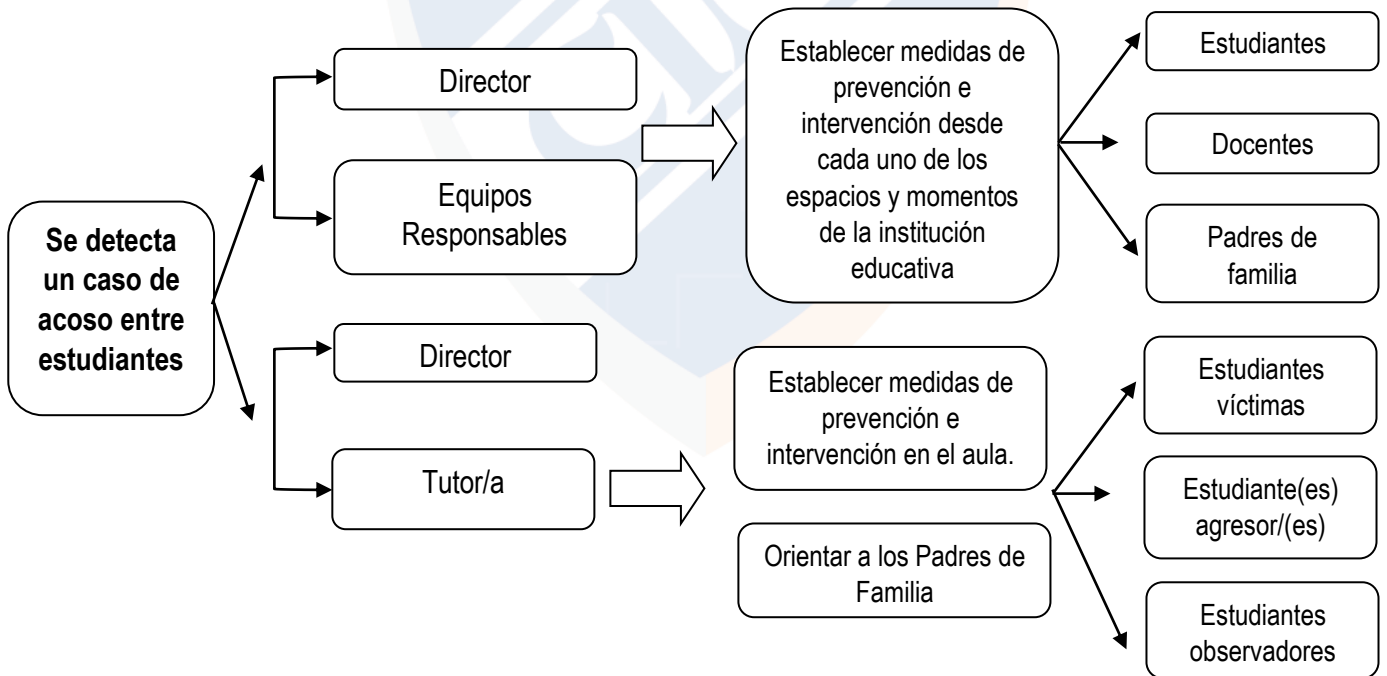 Se detecta
un caso de
acoso entre
estudiantes
Director
Equipos
Responsables
Establecer medidas de
prevención e
intervención desde
cada uno de los
espacios y momentos
de la institución
educativa
Estudiantes
Docentes
Padres de
familia
Director
Tutor/a
Establecer medidas de
prevención e
intervención en el aula.
Orientar a los Padres de
Familia
Estudiantes
víctimas
Estudiante(es)
agresor/(es)
Estudiantes
observadores